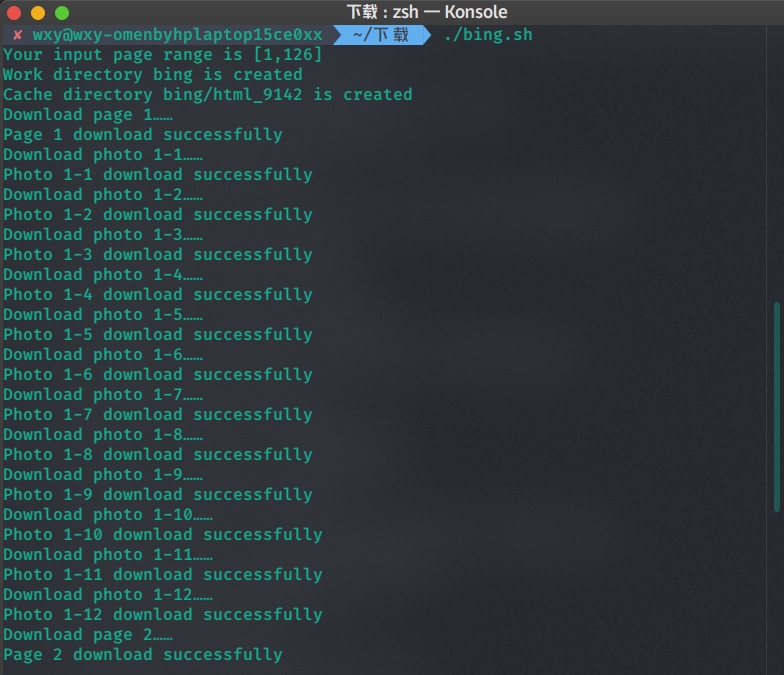 下载 : zsh — Konsole
✘ wxy@wxy-omenbyhplaptop15ce0xx ~/下载 ./bing.sh
Your input page range is [1,126]
Work directory bing is created
Cache directory bing/html_9142 is created
Download page 1……
Page 1 download successfully
Download photo 1-1……
Photo 1-1 download successfully
Download photo 1-2……
Photo 1-2 download successfully
Download photo 1-3……
Photo 1-3 download successfully
Download photo 1-4……
Photo 1-4 download successfully
Download photo 1-5……
Photo 1-5 download successfully
Download photo 1-6……
Photo 1-6 download successfully
Download photo 1-7……
Photo 1-7 download successfully
Download photo 1-8……
Photo 1-8 download successfully
Download photo 1-9……
Photo 1-9 download successfully
Download photo 1-10……
Photo 1-10 download successfully
Download photo 1-11……
Photo 1-11 download successfully
Download photo 1-12……
Photo 1-12 download successfully
Download page 2……
Page 2 download successfully